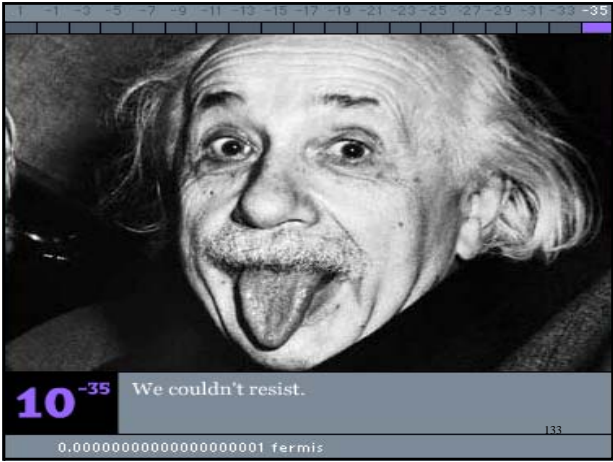 1 -1 -3 -5 -7 -9 -11 -13 -15 -17 -19 -21 -23 -25 -27 -29 -31 -33 -35
10⁻³⁵ We couldn't resist.
133
0.00000000000000000001 fermis